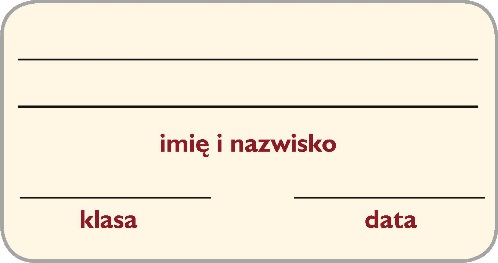 imię i nazwisko
klasa data